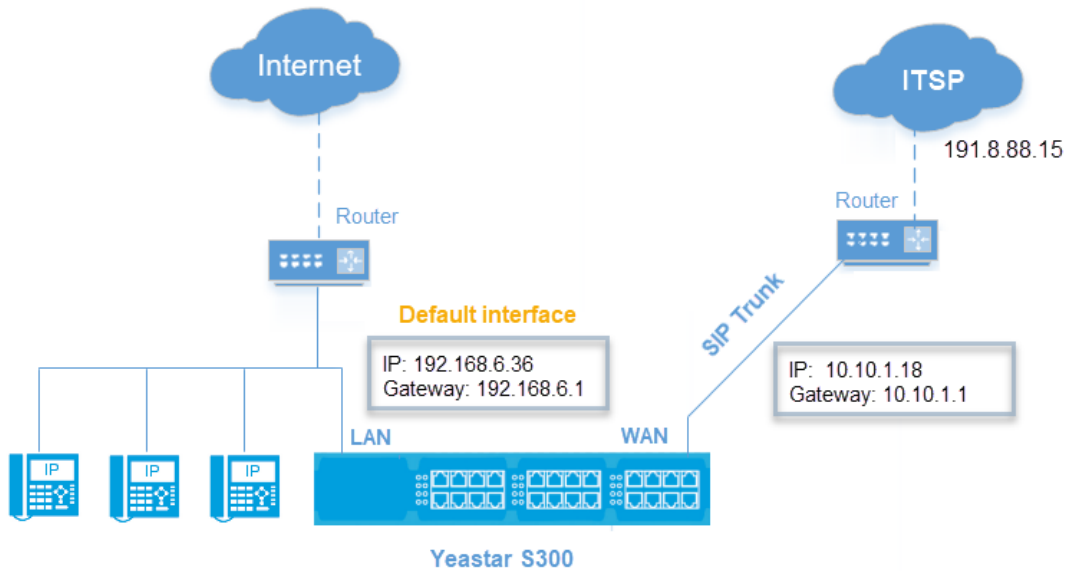 Internet
ITSP
191.8.88.15
Router
Router
Default interface
SIP Trunk
IP: 192.168.6.36
Gateway: 192.168.6.1
IP: 10.10.1.18
Gateway: 10.10.1.1
LAN
WAN
IP
IP
IP
Yeastar S300